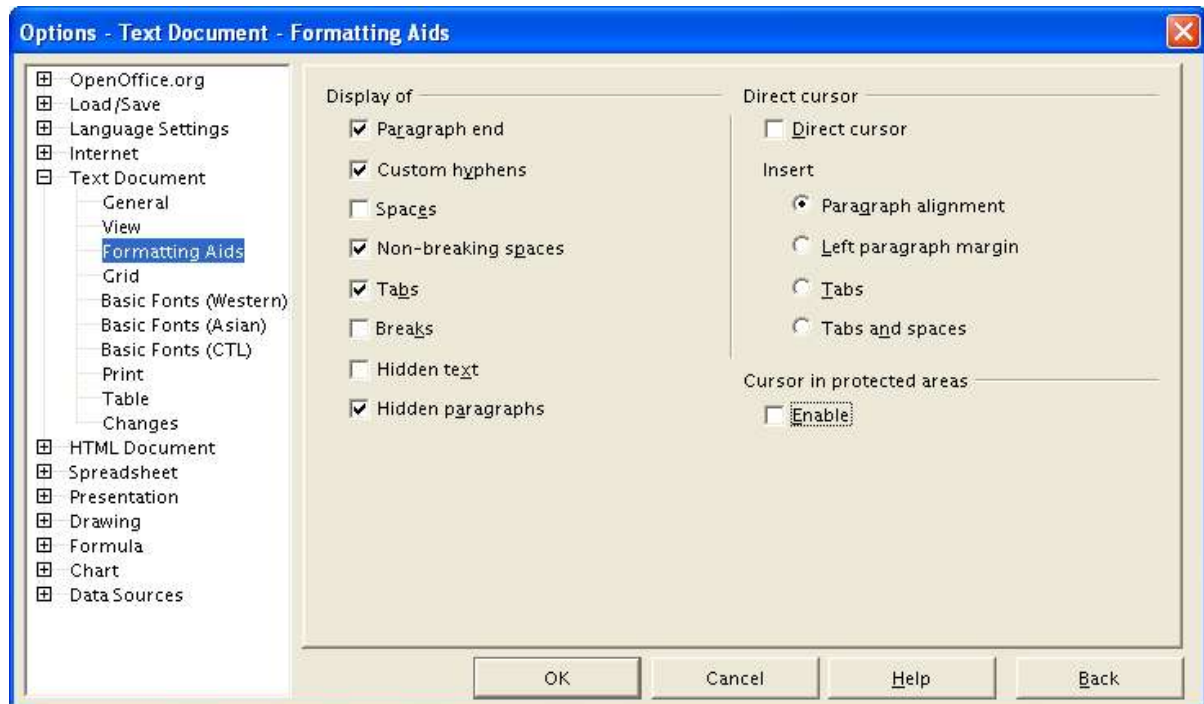 Options - Text Document - Formatting Aids
OpenOffice.org
Load/Save
Language Settings
Internet
Text Document
General
View
Formatting Aids
Grid
Basic Fonts (Western)
Basic Fonts (Asian)
Basic Fonts (CTL)
Print
Table
Changes
HTML Document
Spreadsheet
Presentation
Drawing
Formula
Chart
Data Sources
Display of
Paragraph end
Custom hyphens
Spaces
Non-breaking spaces
Tabs
Breaks
Hidden text
Hidden paragraphs
Direct cursor
Direct cursor
Insert
Paragraph alignment
Left paragraph margin
Tabs
Tabs and spaces
Cursor in protected areas
Enable
OK
Cancel
Help
Back